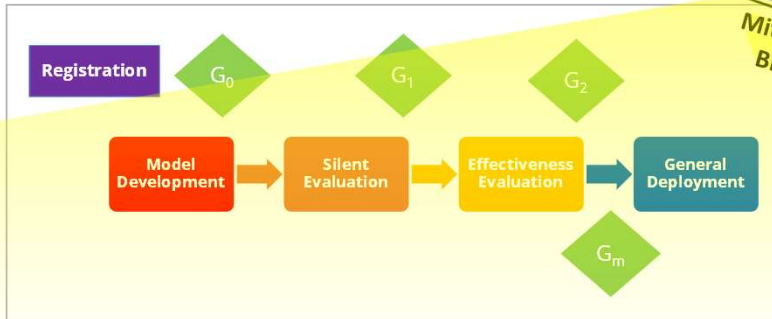 Registration
G₀
G₁
G₂
Model
Development
Silent
Evaluation
Effectiveness
Evaluation
General
Deployment
Gₘ